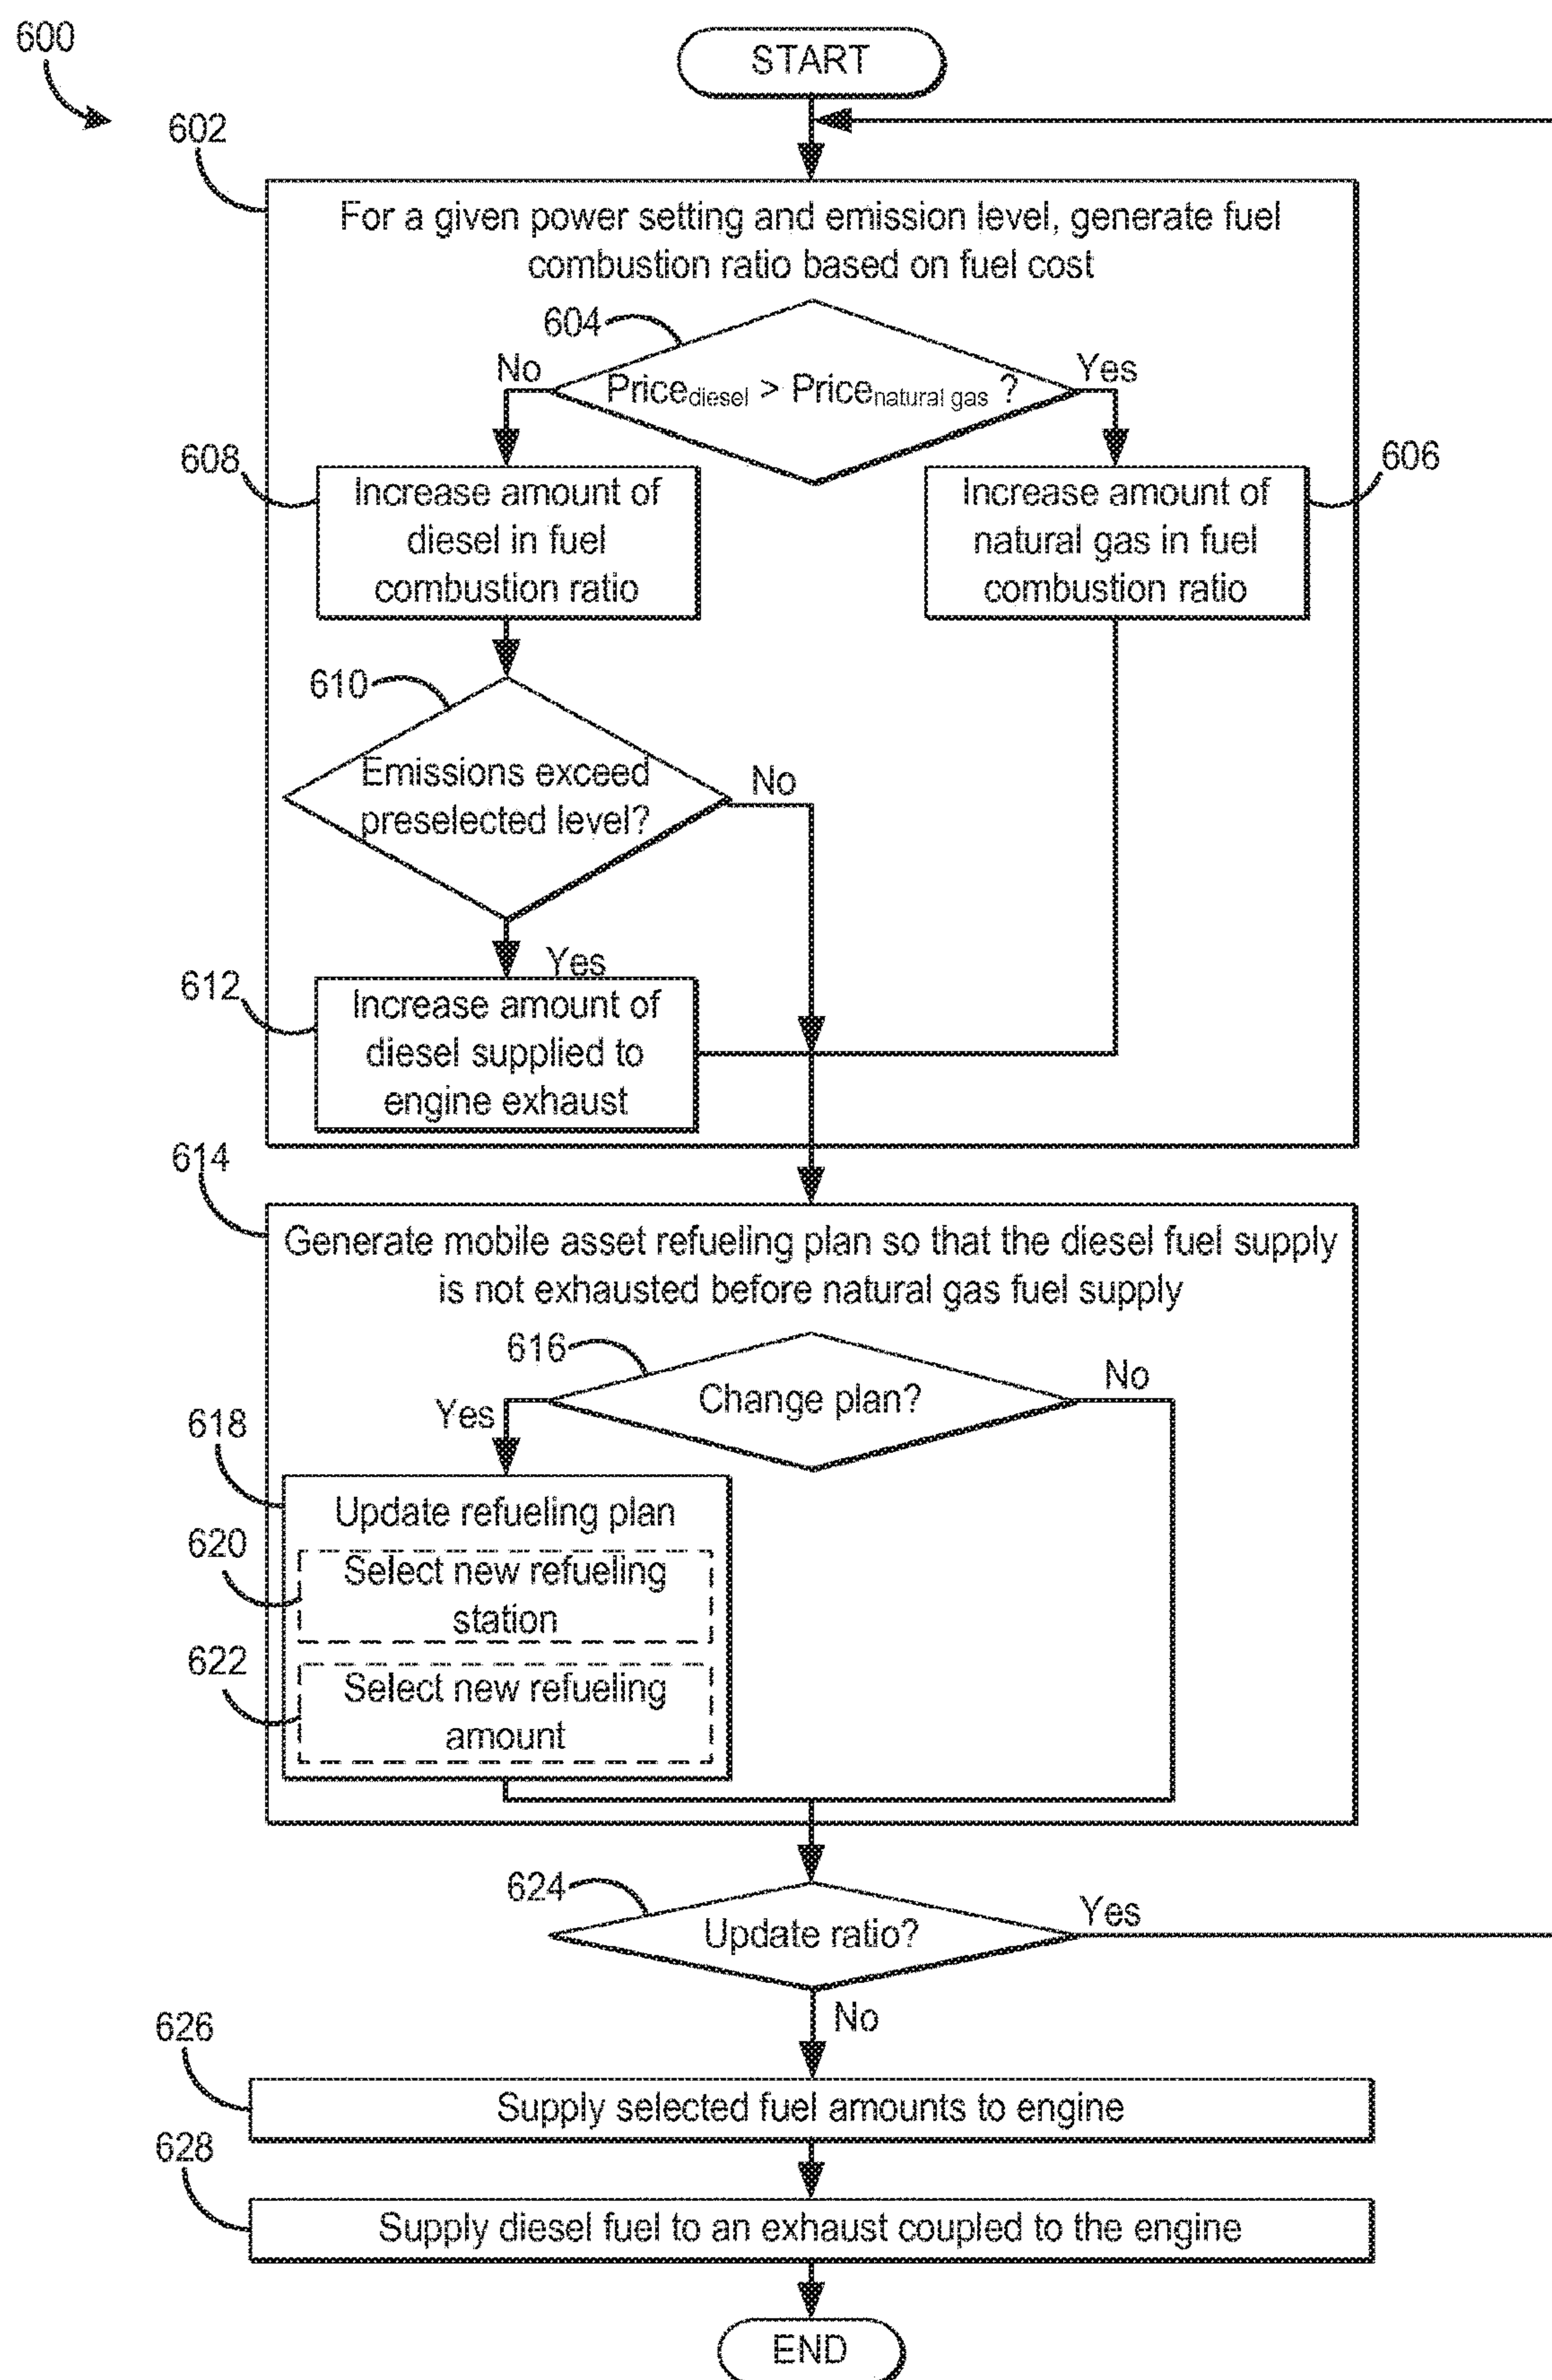 600
START
602
For a given power setting and emission level, generate fuel
combustion ratio based on fuel cost
604
No
Price_diesel > Price_natural gas ?
Yes
608
Increase amount of
diesel in fuel
combustion ratio
Increase amount of
natural gas in fuel
combustion ratio
606
610
Emissions exceed
preselected level?
No
Yes
612
Increase amount of
diesel supplied to
engine exhaust
614
Generate mobile asset refueling plan so that the diesel fuel supply
is not exhausted before natural gas fuel supply
616
Change plan?
No
Yes
618
Update refueling plan
620
Select new refueling
station
622
Select new refueling
amount
624
Update ratio?
Yes
No
626
Supply selected fuel amounts to engine
628
Supply diesel fuel to an exhaust coupled to the engine
END